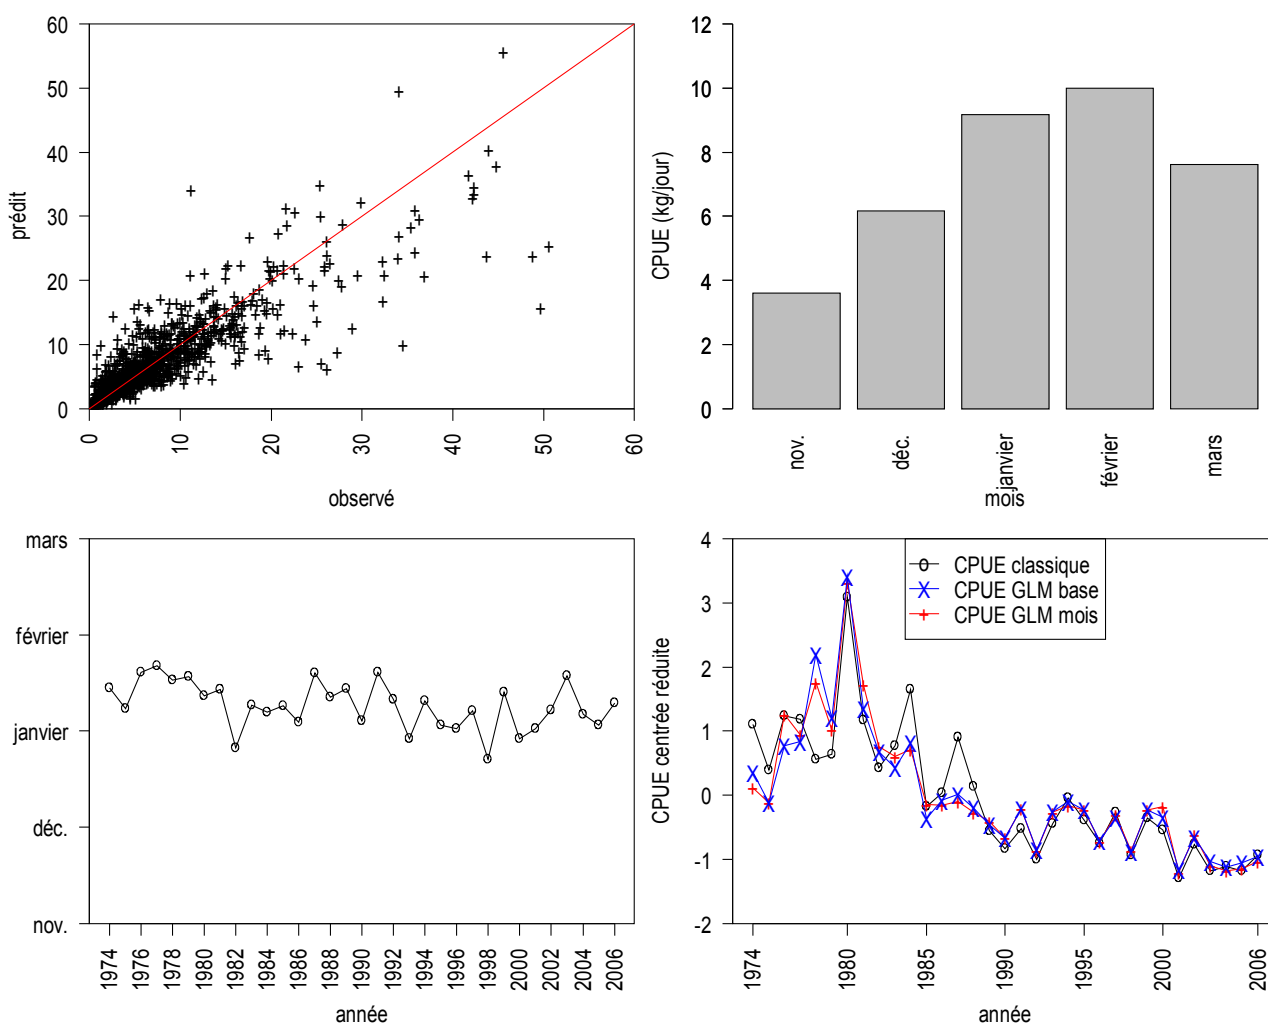 60
50
40
30
20
10
0
prédit
0
10
20
30
40
50
60
observé
12
10
8
6
4
2
0
CPUE (kg/jour)
nov.
déc.
janvier
février
mars
mois
mars
février
janvier
déc.
nov.
1974
1976
1978
1980
1982
1984
1986
1988
1990
1992
1994
1996
1998
2000
2002
2004
2006
année
4
3
2
1
0
-1
-2
CPUE centrée réduite
CPUE classique
CPUE GLM base
CPUE GLM mois
1974
1980
1985
1990
1995
2000
2006
année